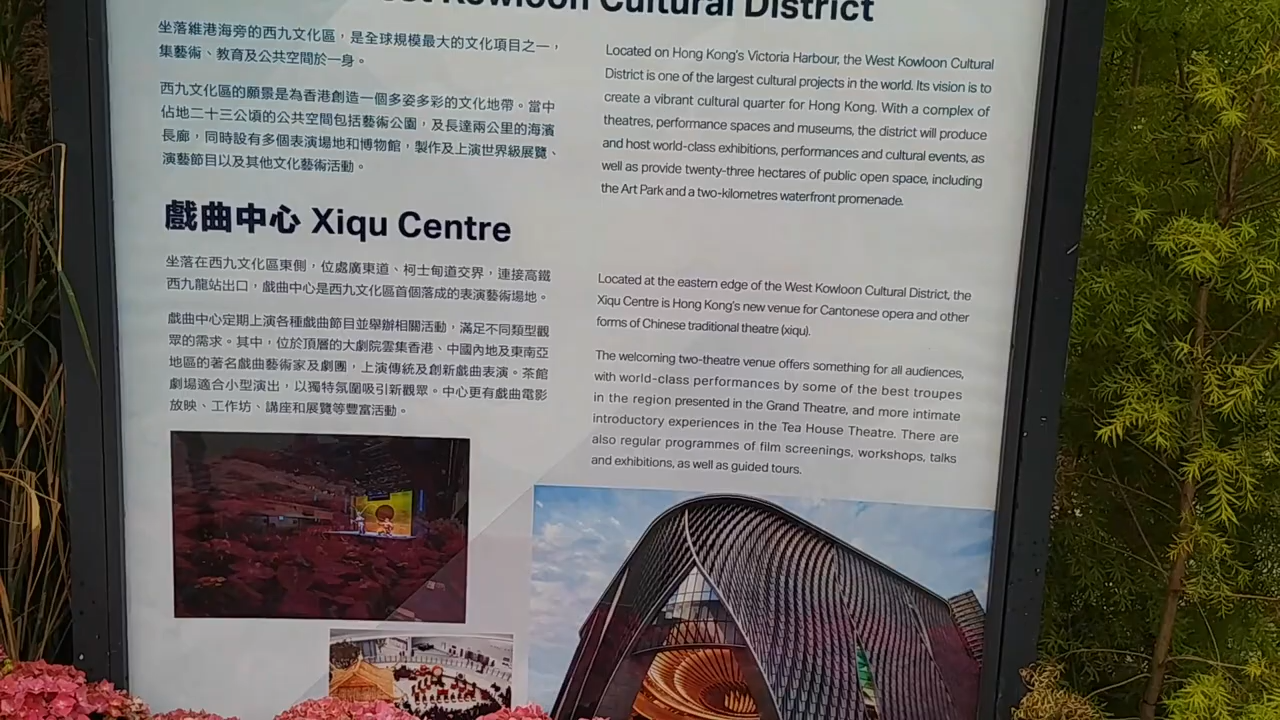 Kowloon Cultural District
坐落維港海旁的西九文化區，是全球規模最大的文化項目之一，
集藝術、教育及公共空間於一身。
西九文化區的願景是為香港創造一個多姿多彩的文化地帶。當中
佔地二十三公頃的公共空間包括藝術公園，及長達兩公里的海濱
長廊，同時設有多個表演場地和博物館，製作及上演世界級展覽、
演藝節目以及其他文化藝術活動。
Located on Hong Kong's Victoria Harbour, the West Kowloon Cultural
District is one of the largest cultural projects in the world. Its vision is to
create a vibrant cultural quarter for Hong Kong. With a complex of
theatres, performance spaces and museums, the district will produce
and host world-class exhibitions, performances and cultural events, as
well as provide twenty-three hectares of public open space, including
the Art Park and a two-kilometres waterfront promenade.
戲曲中心 Xiqu Centre
坐落在西九文化區東側，位處廣東道、柯士甸道交界，連接高鐵
西九龍站出口，戲曲中心是西九文化區首個落成的表演藝術場地。
戲曲中心定期上演各種戲曲節目並舉辦相關活動，滿足不同類型觀
眾的需求。其中，位於頂層的大劇院雲集香港、中國內地及東南亞
地區的著名戲曲藝術家及劇團，上演傳統及創新戲曲表演。茶館
劇場適合小型演出，以獨特氛圍吸引新觀眾。中心更有戲曲電影
放映、工作坊、講座和展覽等豐富活動。
Located at the eastern edge of the West Kowloon Cultural District, the
Xiqu Centre is Hong Kong's new venue for Cantonese opera and other
forms of Chinese traditional theatre (xiqu).
The welcoming two-theatre venue offers something for all audiences,
with world-class performances by some of the best troupes
in the region presented in the Grand Theatre, and more intimate
introductory experiences in the Tea House Theatre. There are
also regular programmes of film screenings, workshops, talks
and exhibitions, as well as guided tours.